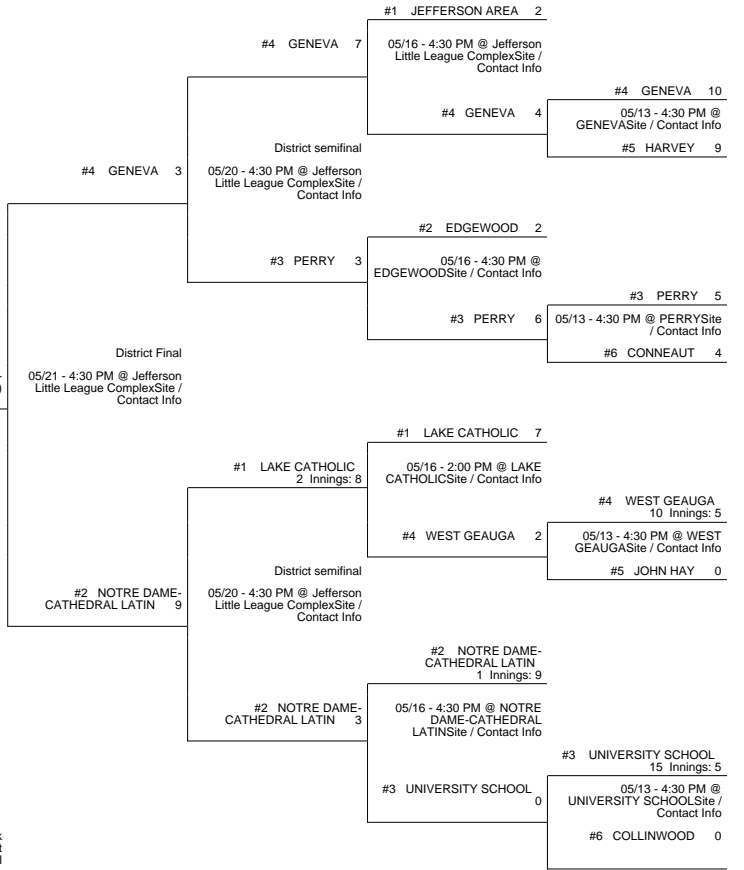 #1 JEFFERSON AREA 2
#4 GENEVA 7
05/16 - 4:30 PM @ Jefferson
Little League ComplexSite /
Contact Info
#4 GENEVA 10
#4 GENEVA 4
05/13 - 4:30 PM @
GENEVASite / Contact Info
#5 HARVEY 9
District semifinal
#4 GENEVA 3
05/20 - 4:30 PM @ Jefferson
Little League ComplexSite /
Contact Info
#2 EDGEWOOD 2
#3 PERRY 3
05/16 - 4:30 PM @
EDGEWOODSite / Contact Info
#3 PERRY 5
#3 PERRY 6
05/13 - 4:30 PM @ PERRYSite
/ Contact Info
#6 CONNEAUT 4
District Final
05/21 - 4:30 PM @ Jefferson
Little League ComplexSite /
Contact Info
#1 LAKE CATHOLIC 7
#1 LAKE CATHOLIC
2 Innings: 8
05/16 - 2:00 PM @ LAKE
CATHOLICSite / Contact Info
#4 WEST GEAUGA
10 Innings: 5
#4 WEST GEAUGA 2
05/13 - 4:30 PM @ WEST
GEAUGASite / Contact Info
#5 JOHN HAY 0
District semifinal
#2 NOTRE DAME-
CATHEDRAL LATIN 9
05/20 - 4:30 PM @ Jefferson
Little League ComplexSite /
Contact Info
#2 NOTRE DAME-
CATHEDRAL LATIN
1 Innings: 9
#2 NOTRE DAME-
CATHEDRAL LATIN 3
05/16 - 4:30 PM @ NOTRE
DAME-CATHEDRAL
LATINSite / Contact Info
#3 UNIVERSITY SCHOOL
15 Innings: 5
#3 UNIVERSITY SCHOOL
0
05/13 - 4:30 PM @
UNIVERSITY SCHOOLSite /
Contact Info
#6 COLLINWOOD 0